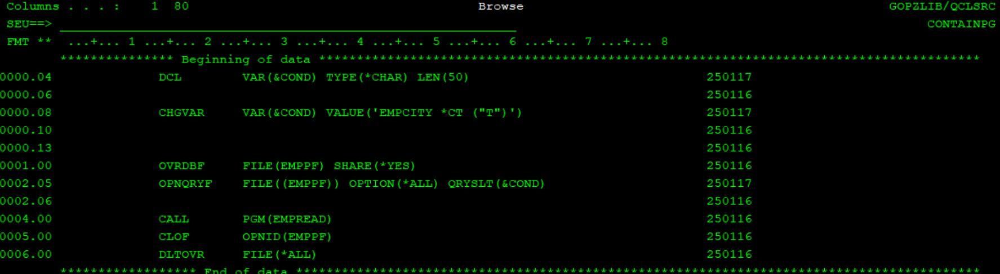 Columns . . . :    1  80                                      Browse                                                GOPZLIB/QCLSRC
SEU==>                                                                                                                   CONTAINPG
FMT **  ...+... 1 ...+... 2 ...+... 3 ...+... 4 ...+... 5 ...+... 6 ...+... 7 ...+... 8
*************** Beginning of data ***************************************************************************************
0000.04              DCL        VAR(&COND) TYPE(*CHAR) LEN(50)                               250117
0000.06                                                                                      250116
0000.08              CHGVAR     VAR(&COND) VALUE('EMPCITY *CT ("T")')                        250117
0000.10                                                                                      250116
0000.13                                                                                      250116
0001.00              OVRDBF     FILE(EMPPF) SHARE(*YES)                                      250116
0002.05              OPNQRYF    FILE((EMPPF)) OPTION(*ALL) QRYSLT(&COND)                     250117
0002.06                                                                                      250116
0004.00              CALL       PGM(EMPREAD)                                                 250116
0005.00              CLOF       OPNID(EMPPF)                                                 250116
0006.00              DLTOVR     FILE(*ALL)                                                   250116
****************** End of data ******************************************************************************************